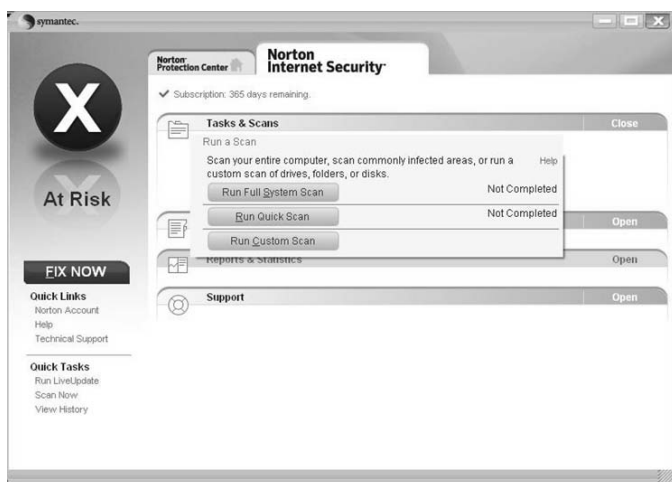 symantec.
Norton
Protection Center
Norton
Internet Security
Subscription: 365 days remaining.
X
At Risk
FIX NOW
Quick Links
Norton Account
Help
Technical Support
Quick Tasks
Run LiveUpdate
Scan Now
View History
Tasks & Scans
Close
Run a Scan
Scan your entire computer, scan commonly infected areas, or run a
custom scan of drives, folders, or disks.
Help
Run Full System Scan
Not Completed
Run Quick Scan
Not Completed
Run Custom Scan
Open
Reports & Statistics
Open
Support
Open